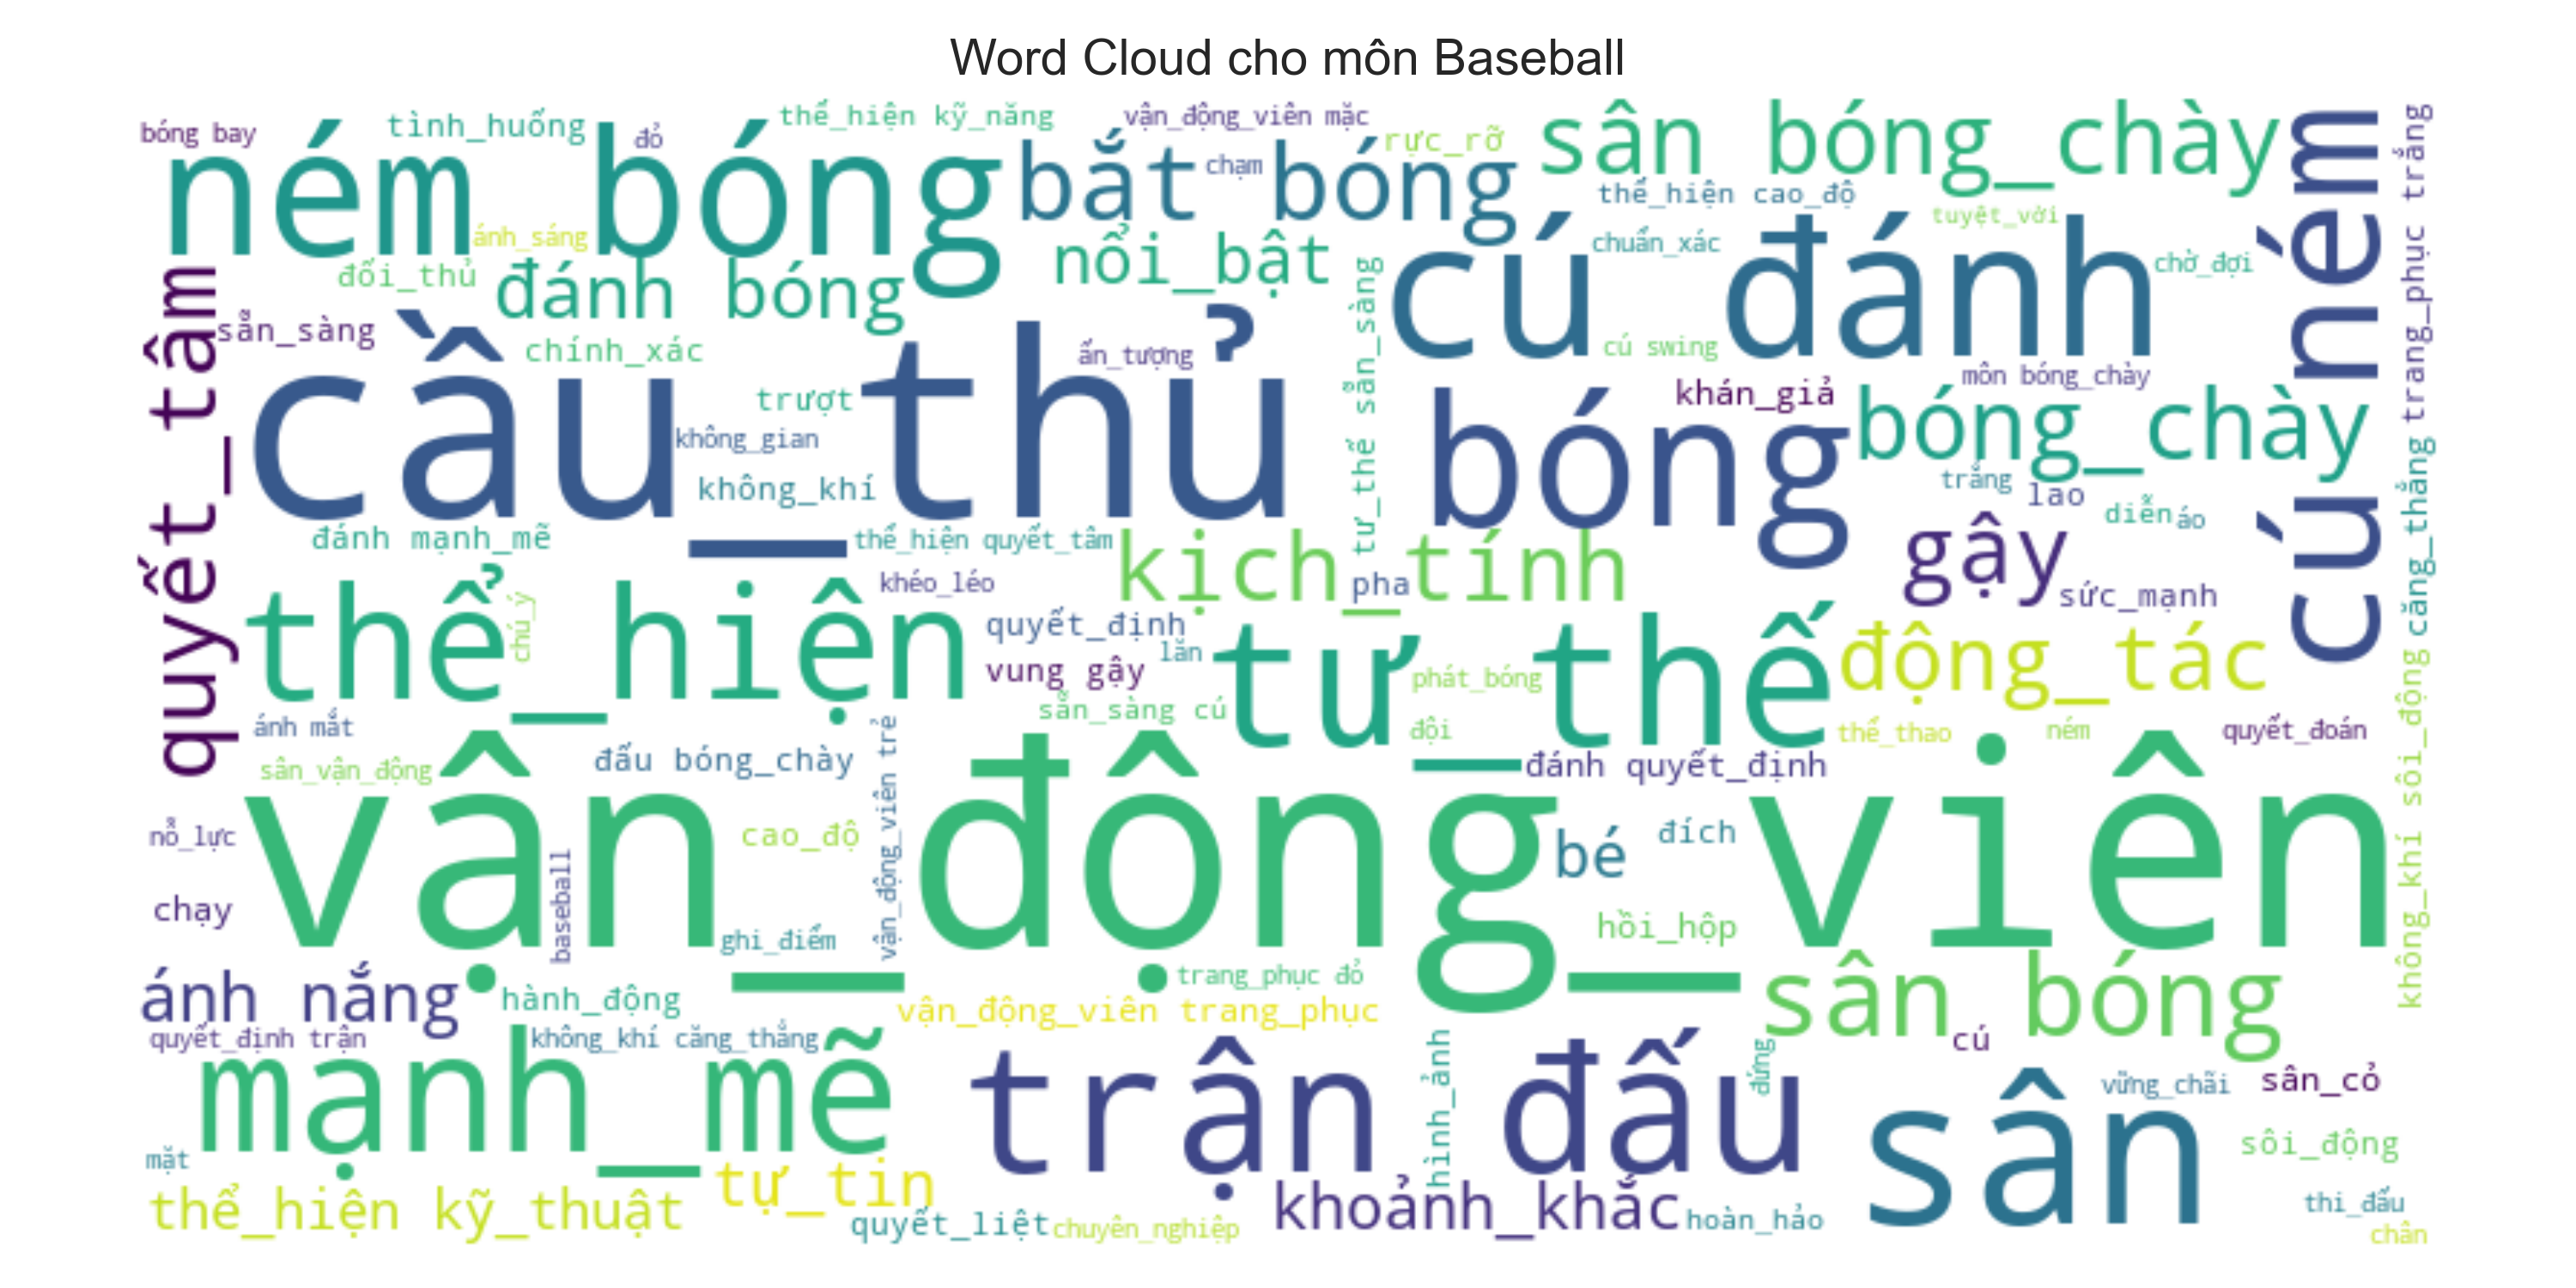 Word Cloud cho môn Baseball
bóng bay
tình_huống
đỏ
thể_hiện kỹ_năng
vận_động_viên mặc
rực_rỡ
sân bóng_chày
ném bóng
bắt bóng
chạm
thể_hiện cao_độ
tuyệt_vời
cú ném
trang_phục trắng
ánh_sáng
đối_thủ
đánh bóng
nổi_bật
cú đánh
chuẩn_xác
chờ_đợi
quyết_tâm
sẵn_sàng
chính_xác
ấn_tượng
tư_thế sẵn_sàng
cú swing
môn bóng_chày
cầu_thủ
trượt
không_gian
không_khí
bóng
khán_giả
bóng_chày
trắng
lao
diễn
áo
căng_thẳng
đánh mạnh_mẽ
thể_hiện quyết_tâm
kịch_tính
pha
gậy
sức_mạnh
thể_hiện
chú_ý
khéo_léo
quyết_định
lăn
vung gậy
tư_thế
phát_bóng
động_tác
sẵn_sàng cú
đội
thể_thao
ném
quyết_đoán
ánh mắt
sân_vận_động
đấu bóng_chày
vận_động_viên trẻ
đánh quyết_định
không_khí sôi_động
vận_động_viên
nỗ_lực
cao_độ
bé
đích
chạy
baseball
ghi_điểm
hồi_hộp
ánh nắng
hành_động
trang_phục đỏ
vận_động_viên trang_phục
sân bóng
quyết_định trận
không_khí căng_thẳng
cú
mạnh_mẽ
trận đấu
hình_ảnh
đứng
sân
vững_chãi
sân_cỏ
mặt
sôi_động
thể_hiện kỹ_thuật
tự_tin
quyết_liệt
chuyên_nghiệp
khoảnh_khắc
hoàn_hảo
thi_đấu
chân